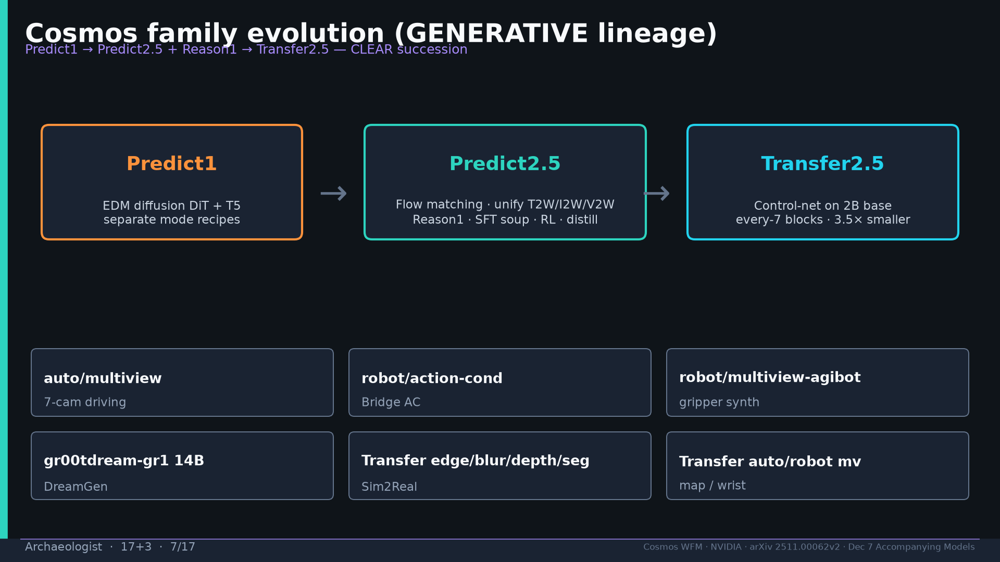 Cosmos family evolution (GENERATIVE lineage)
Predict1 → Predict2.5 + Reason1 → Transfer2.5 — CLEAR succession
Predict1
EDM diffusion DiT + T5
separate mode recipes
→
Predict2.5
Flow matching · unify T2W/I2W/V2W
Reason1 · SFT soup · RL · distill
→
Transfer2.5
Control-net on 2B base
every-7 blocks · 3.5× smaller
auto/multiview
7-cam driving
robot/action-cond
Bridge AC
robot/multiview-agibot
gripper synth
gr00tdream-gr1 14B
DreamGen
Transfer edge/blur/depth/seg
Sim2Real
Transfer auto/robot mv
map / wrist
Archaeologist · 17+3 · 7/17
Cosmos WFM · NVIDIA · arXiv 2511.00062v2 · Dec 7 Accompanying Models